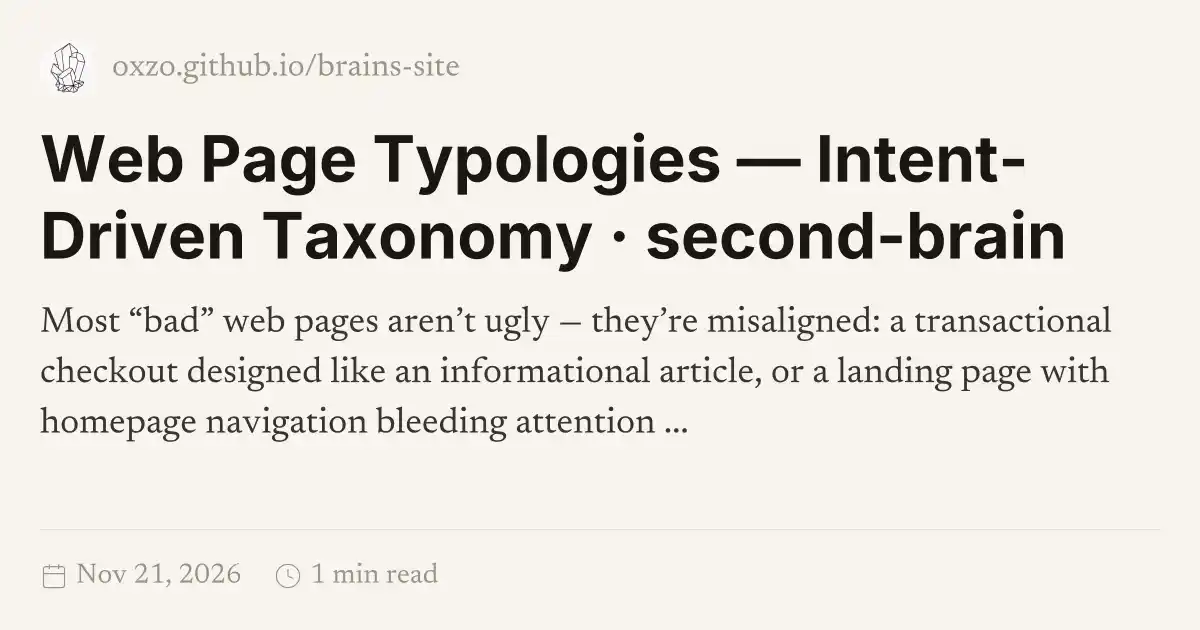 oxzo.github.io/brains-site
Web Page Typologies — Intent-
Driven Taxonomy · second-brain
Most “bad” web pages aren’t ugly — they’re misaligned: a transactional
checkout designed like an informational article, or a landing page with
homepage navigation bleeding attention ...
Nov 21, 2026 1 min read